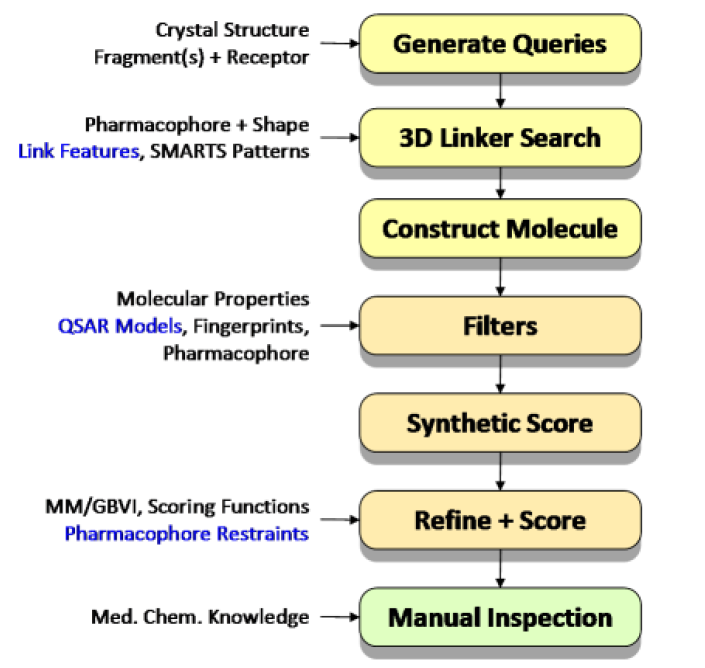 Crystal Structure
Fragment(s) + Receptor
Generate Queries
Pharmacophore + Shape
Link Features, SMARTS Patterns
3D Linker Search
Construct Molecule
Molecular Properties
QSAR Models, Fingerprints,
Pharmacophore
Filters
Synthetic Score
MM/GBVI, Scoring Functions
Pharmacophore Restraints
Refine + Score
Med. Chem. Knowledge
Manual Inspection